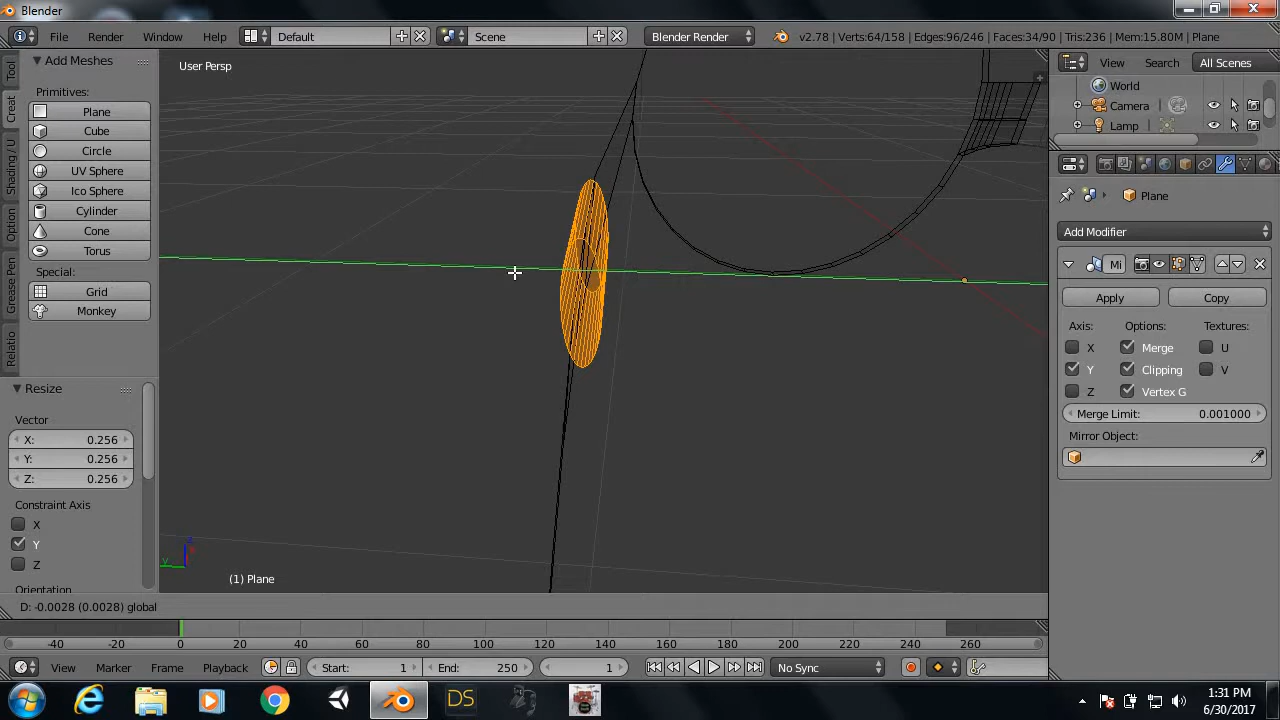 Blender
File Render Window Help Default Scene Blender Render v2.78 | Verts:64/158 | Edges:96/246 | Faces:34/90 | Tris:236 | Mem:15.80M | Plane
Tool
Creat
Shading / U
Option
Grease Pen
Relatio
Add Meshes
Primitives:
Plane
Cube
Circle
UV Sphere
Ico Sphere
Cylinder
Cone
Torus
Special:
Grid
Monkey
Resize
Vector
X: 0.256
Y: 0.256
Z: 0.256
Constraint Axis
X
Y
Z
Orientation
User Persp
(1) Plane
D: -0.0028 (0.0028) global
View Search All Scenes
World
Camera
Lamp
Plane
Add Modifier
Mi
Apply Copy
Axis: Options: Textures:
X Merge U
Y Clipping V
Z Vertex G
Merge Limit: 0.001000
Mirror Object:
-40 -20 0 20 40 60 80 100 120 140 160 180 200 220 240 260
View Marker Frame Playback Start: 1 End: 250 1 No Sync
DS
1:31 PM
6/30/2017